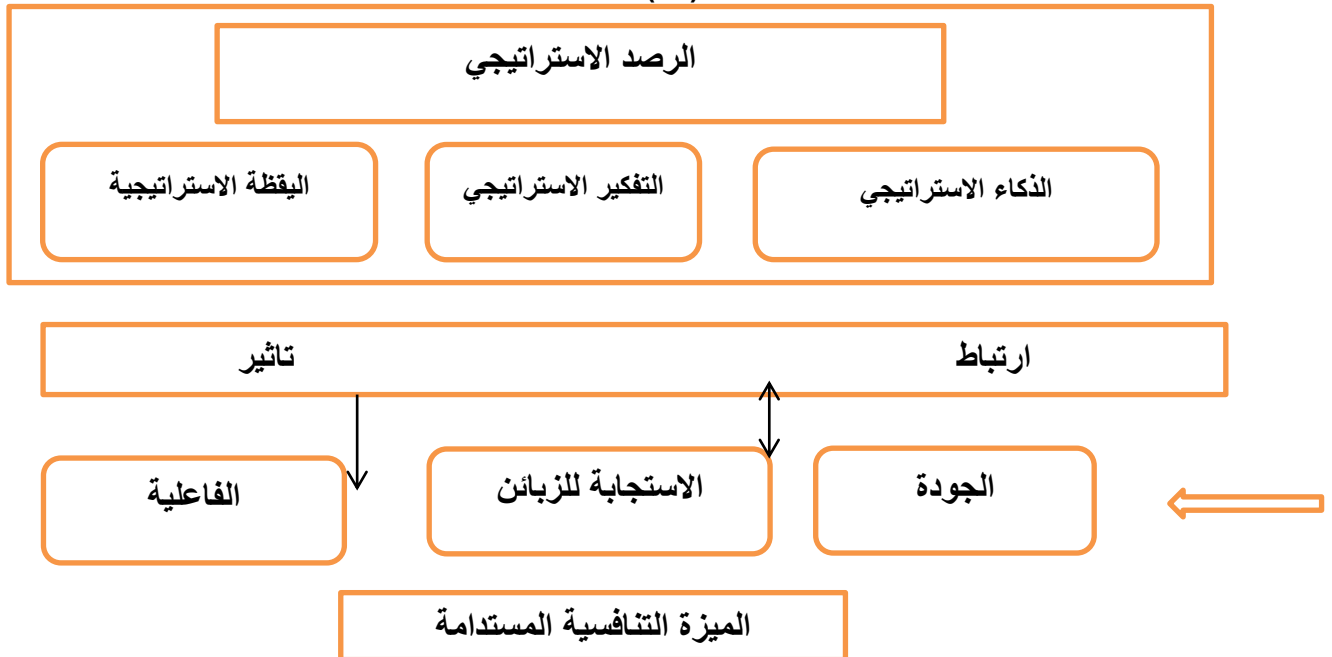 الرصد الاستراتيجي
الذكاء الاستراتيجي
التفكير الاستراتيجي
اليقظة الاستراتيجية
ارتباط
تاثير
الجودة
الاستجابة للزبائن
الفاعلية
الميزة التنافسية المستدامة